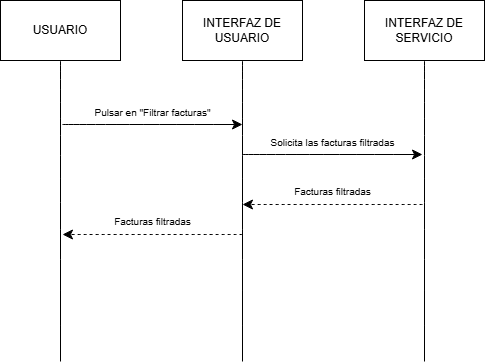 USUARIO
INTERFAZ DE
USUARIO
INTERFAZ DE
SERVICIO
Pulsar en "Filtrar facturas"
Solicita las facturas filtradas
Facturas filtradas
Facturas filtradas